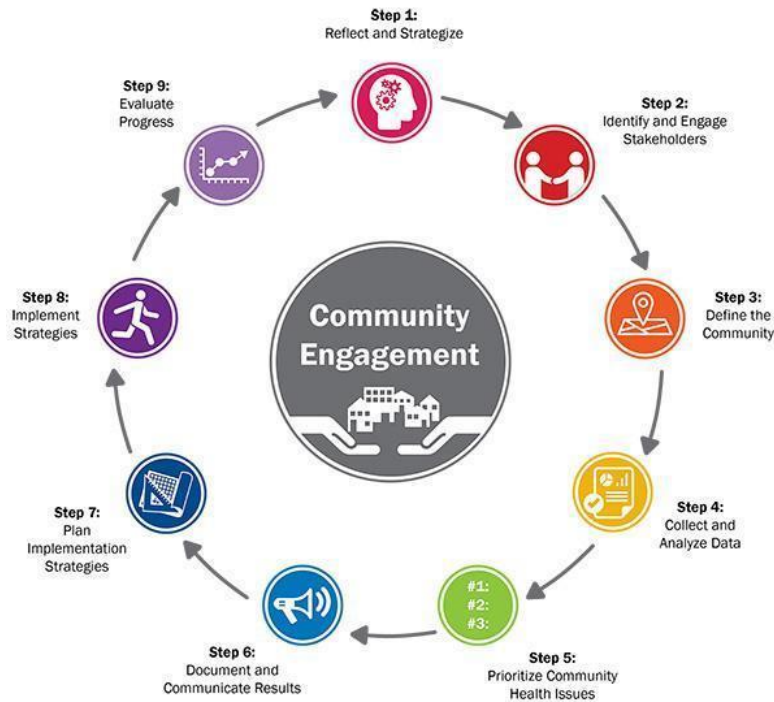 Step 1:
Reflect and Strategize
Step 2:
Identify and Engage
Stakeholders
Step 3:
Define the
Community
Step 4:
Collect and
Analyze Data
Step 5:
Prioritize Community
Health Issues
#1:
#2:
#3:
Step 6:
Document and
Communicate Results
Step 7:
Plan
Implementation
Strategies
Step 8:
Implement
Strategies
Step 9:
Evaluate
Progress
Community
Engagement